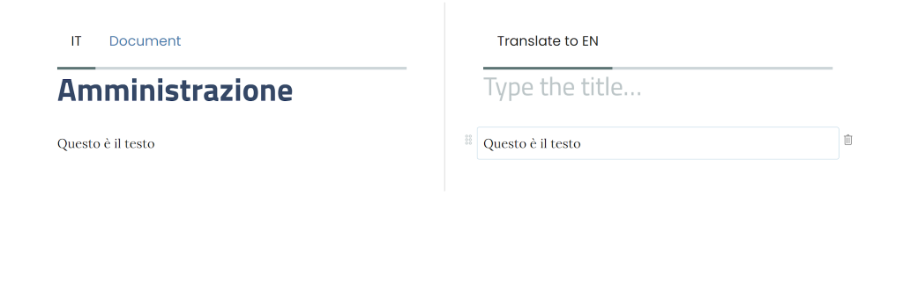 IT Document
Amministrazione
Questo è il testo
Translate to EN
Type the title...
Questo è il testo